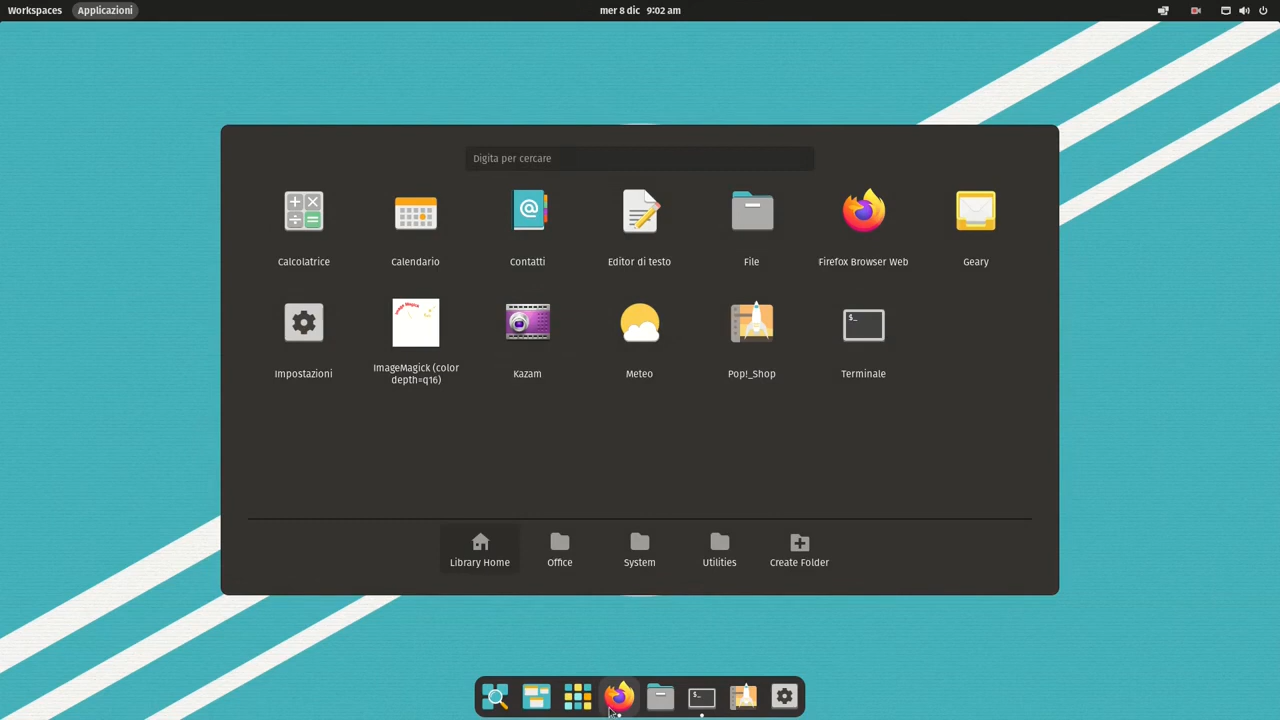 Workspaces Applicazioni mer 8 dic 9:02 am
Digita per cercare
Calcolatrice Calendario Contatti Editor di testo File Firefox Browser Web Geary
Impostazioni ImageMagick (color depth=q16) Kazam Meteo Pop!_Shop Terminale
Library Home Office System Utilities Create Folder